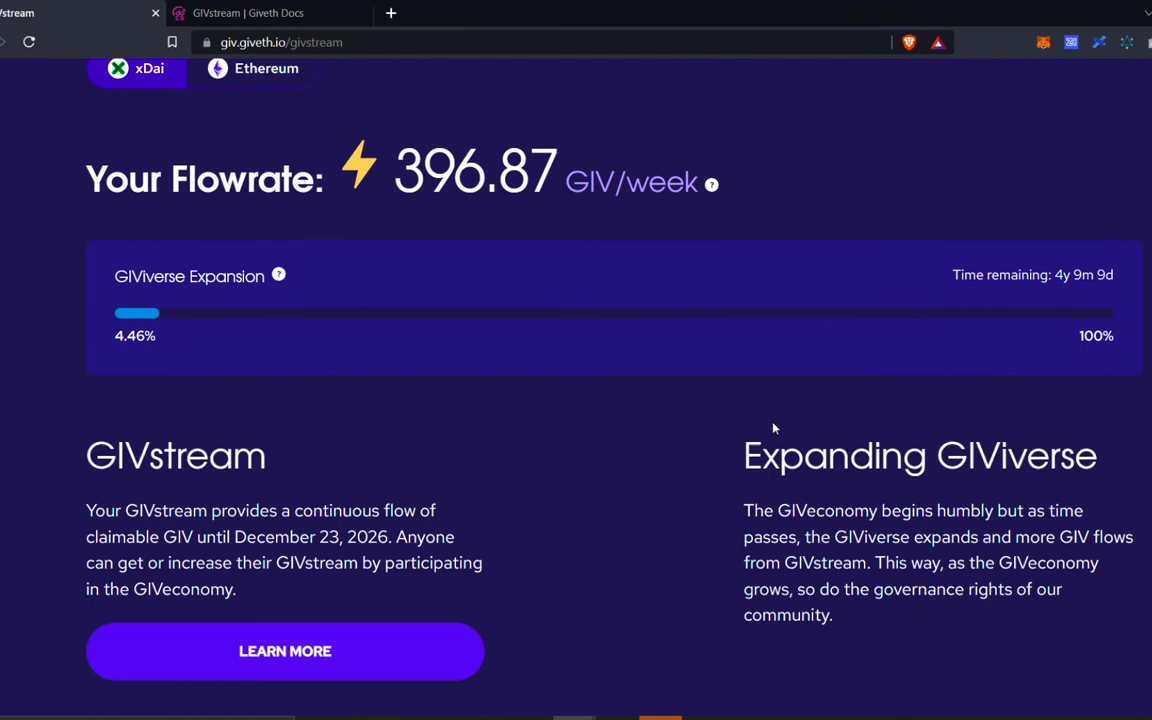 vstream
GIVstream | Giveth Docs
giv.giveth.io/givstream
xDai
Ethereum
Your Flowrate: 396.87 GIV/week ?
GIViverse Expansion ?
Time remaining: 4y 9m 9d
4.46%
100%
GIVstream
Your GIVstream provides a continuous flow of
claimable GIV until December 23, 2026. Anyone
can get or increase their GIVstream by participating
in the GIVeconomy.
LEARN MORE
Expanding GIViverse
The GIVeconomy begins humbly but as time
passes, the GIViverse expands and more GIV flows
from GIVstream. This way, as the GIVeconomy
grows, so do the governance rights of our
community.